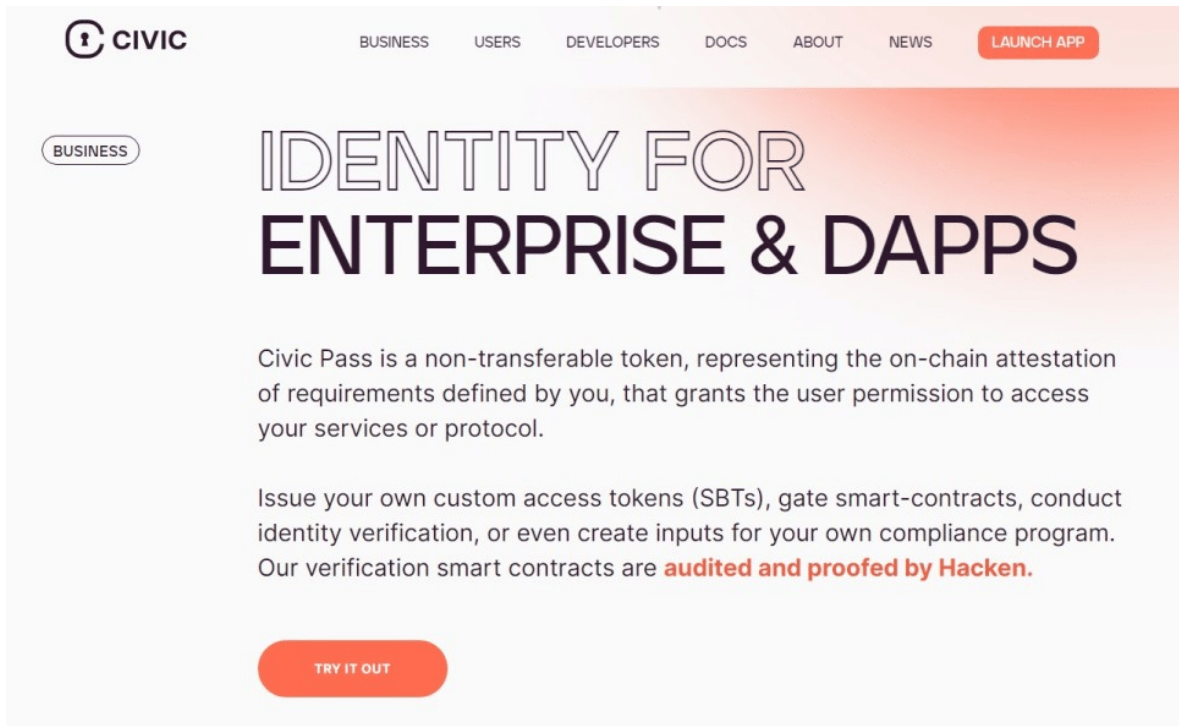 CIVIC
BUSINESS USERS DEVELOPERS DOCS ABOUT NEWS LAUNCH APP
BUSINESS
IDENTITY FOR
ENTERPRISE & DAPPS
Civic Pass is a non-transferable token, representing the on-chain attestation
of requirements defined by you, that grants the user permission to access
your services or protocol.
Issue your own custom access tokens (SBTs), gate smart-contracts, conduct
identity verification, or even create inputs for your own compliance program.
Our verification smart contracts are audited and proofed by Hacken.
TRY IT OUT